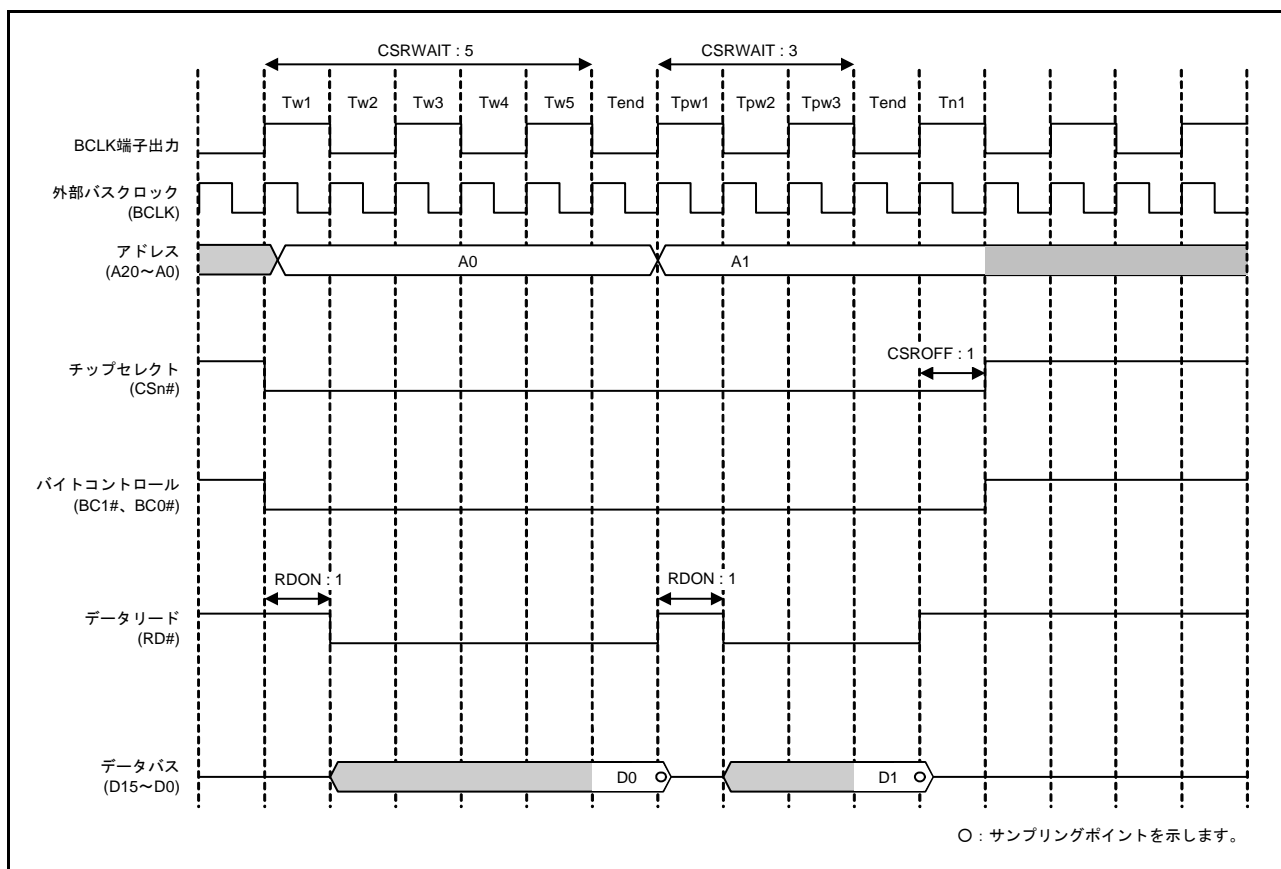 CSRWAIT : 5 CSRWAIT : 3
Tw1 Tw2 Tw3 Tw4 Tw5 Tend Tpw1 Tpw2 Tpw3 Tend Tn1
BCLK端子出力
外部バスクロック
(BCLK)
アドレス
(A20～A0)
A0 A1
CSROFF : 1
チップセレクト
(CSn#)
バイトコントロール
(BC1#、BC0#)
RDON : 1 RDON : 1
データリード
(RD#)
データバス
(D15～D0)
D0 D1
○ : サンプリングポイントを示します。